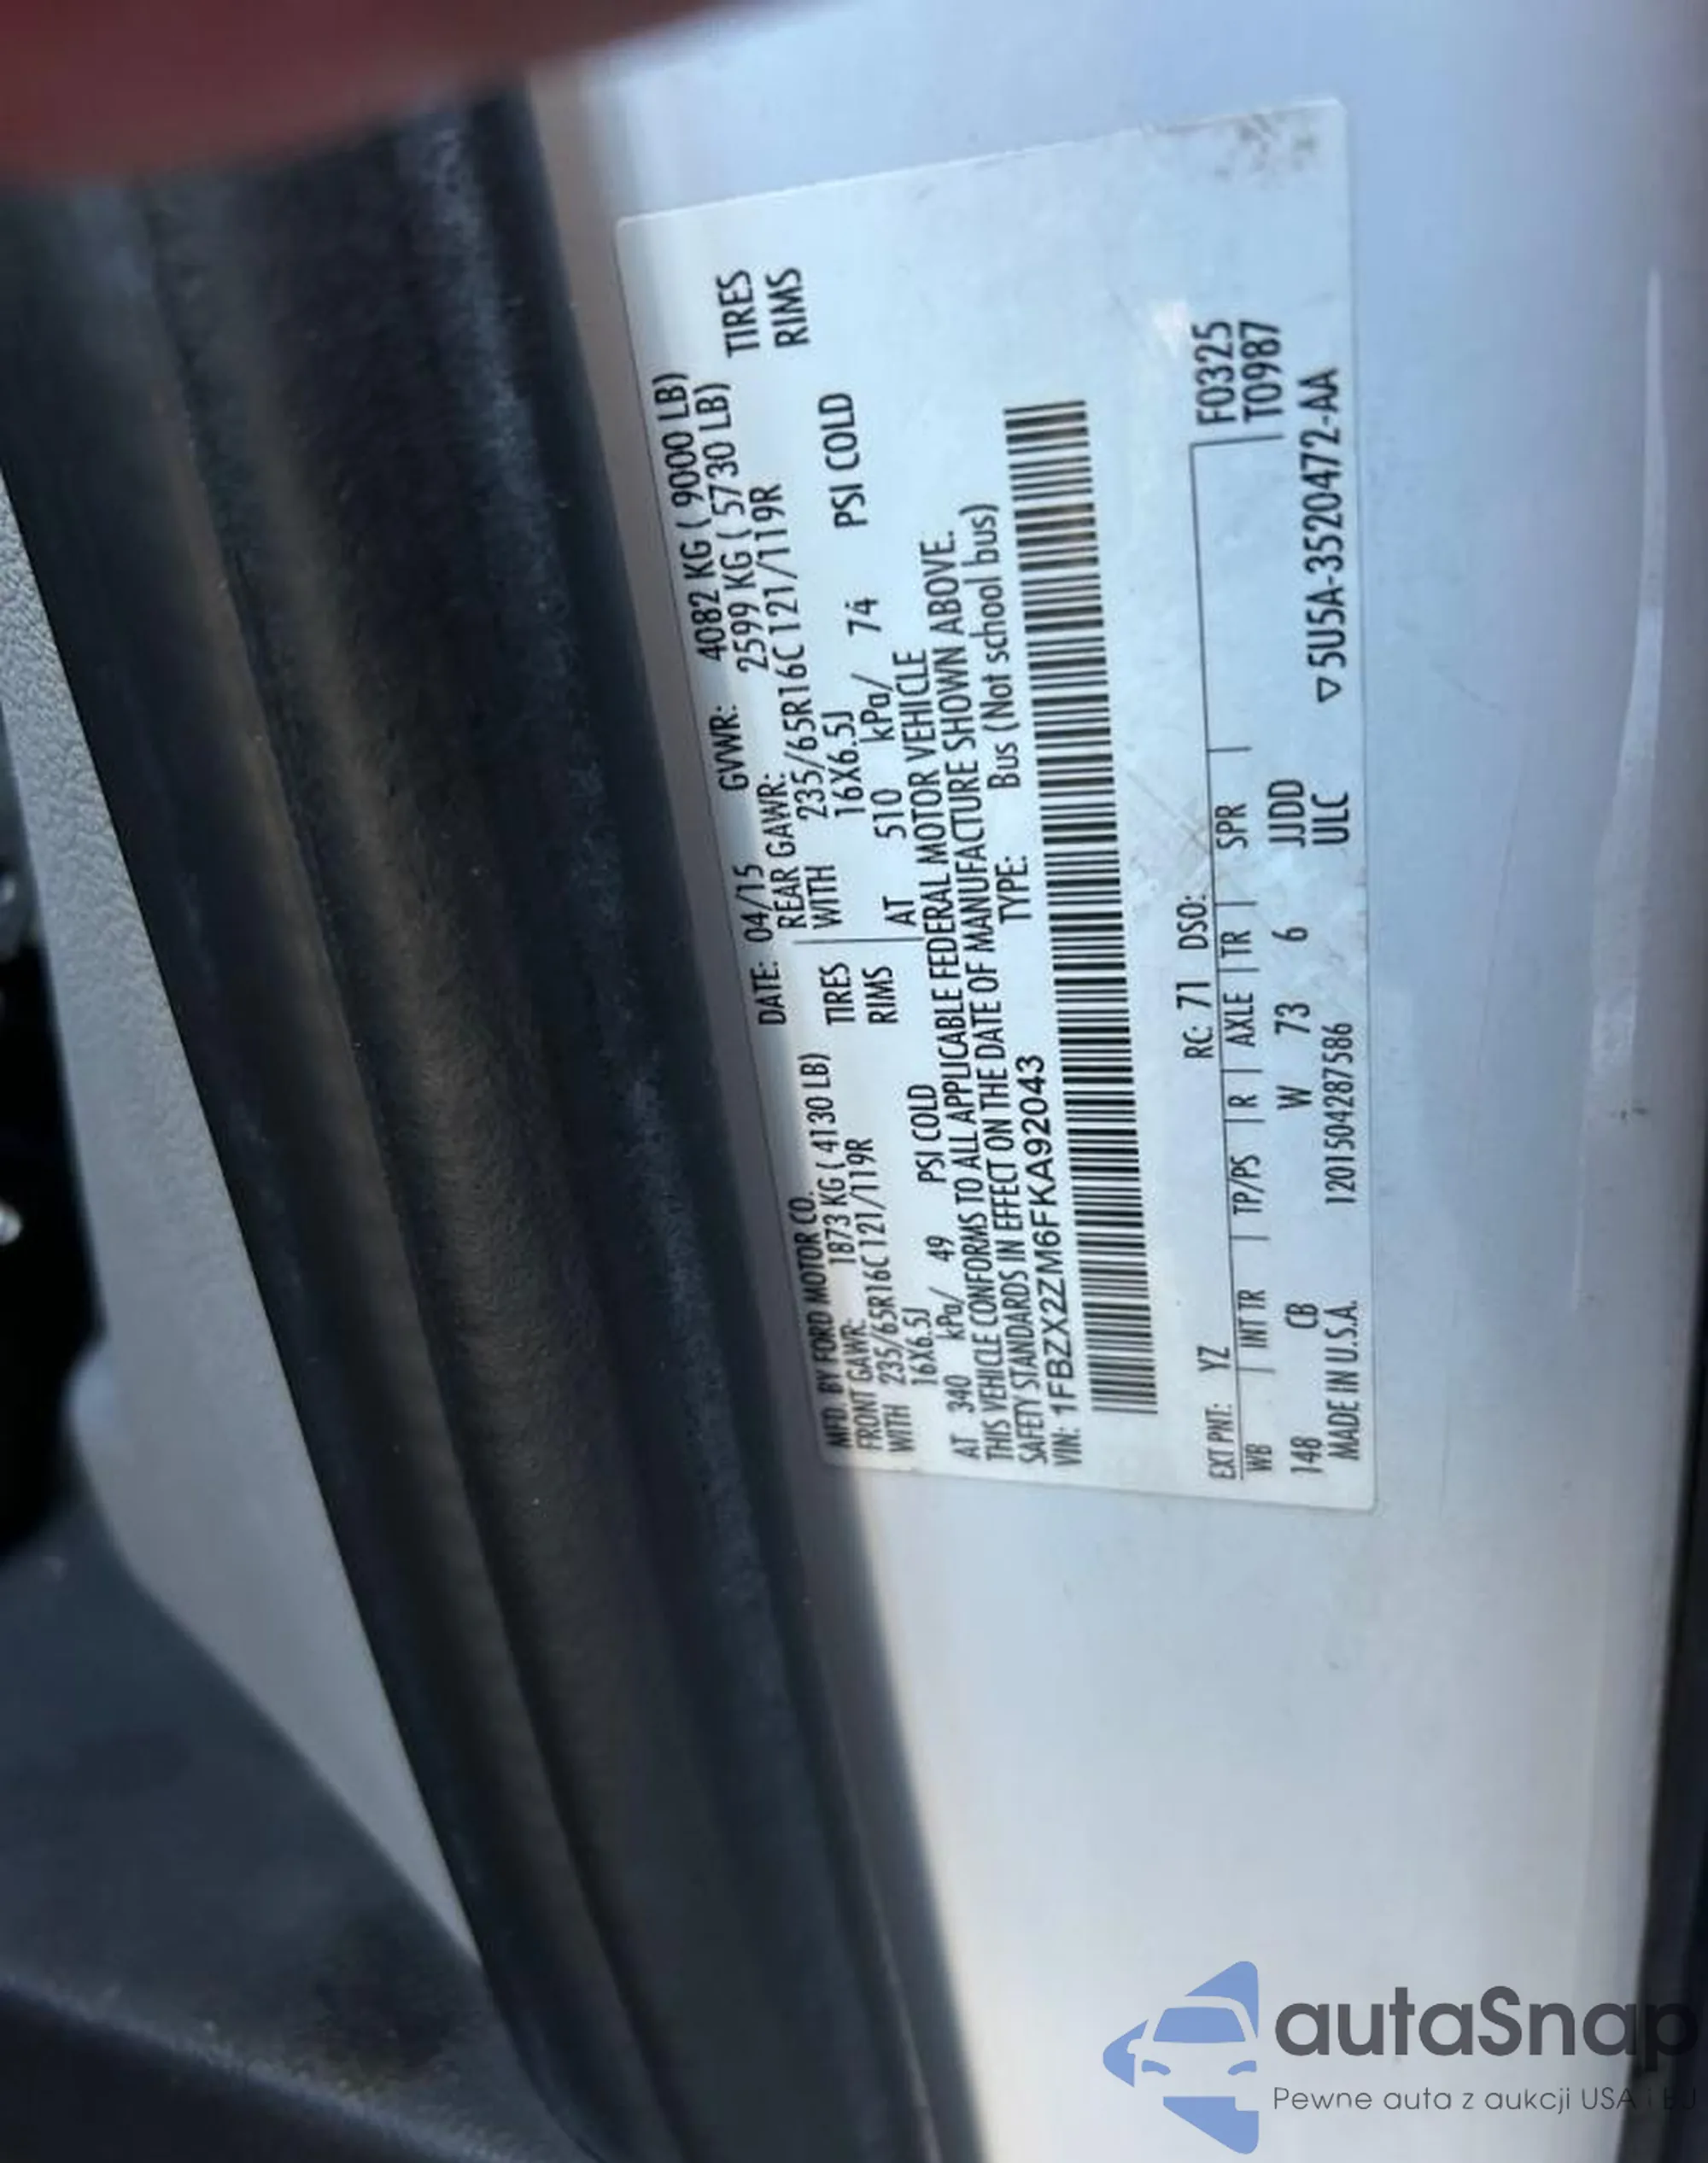 MFD. BY FORD MOTOR CO. DATE: 04/15 GVWR: 4082 KG ( 9000 LB)
FRONT GAWR: 1873 KG ( 4130 LB) REAR GAWR: 2599 KG ( 5730 LB)
WITH 235/65R16C 121/119R TIRES WITH 235/65R16C 121/119R TIRES
16X6.5J RIMS 16X6.5J RIMS
AT 340 kPa/ 49 PSI COLD AT 510 kPa/ 74 PSI COLD
THIS VEHICLE CONFORMS TO ALL APPLICABLE FEDERAL MOTOR VEHICLE
SAFETY STANDARDS IN EFFECT ON THE DATE OF MANUFACTURE SHOWN ABOVE.
VIN: 1FBZX2ZM6FKA92043 TYPE: Bus (Not school bus)
EXT PNT: YZ RC: 71 DSO: F0325
WB INT TR TP/PS R AXLE TR SPR T0987
148 CB W 73 6 JJDD
MADE IN U.S.A. 1201504287586 ULC ▽5U5A-3520472-AA
autaSnap
Pewne auta z aukcji USA i EU